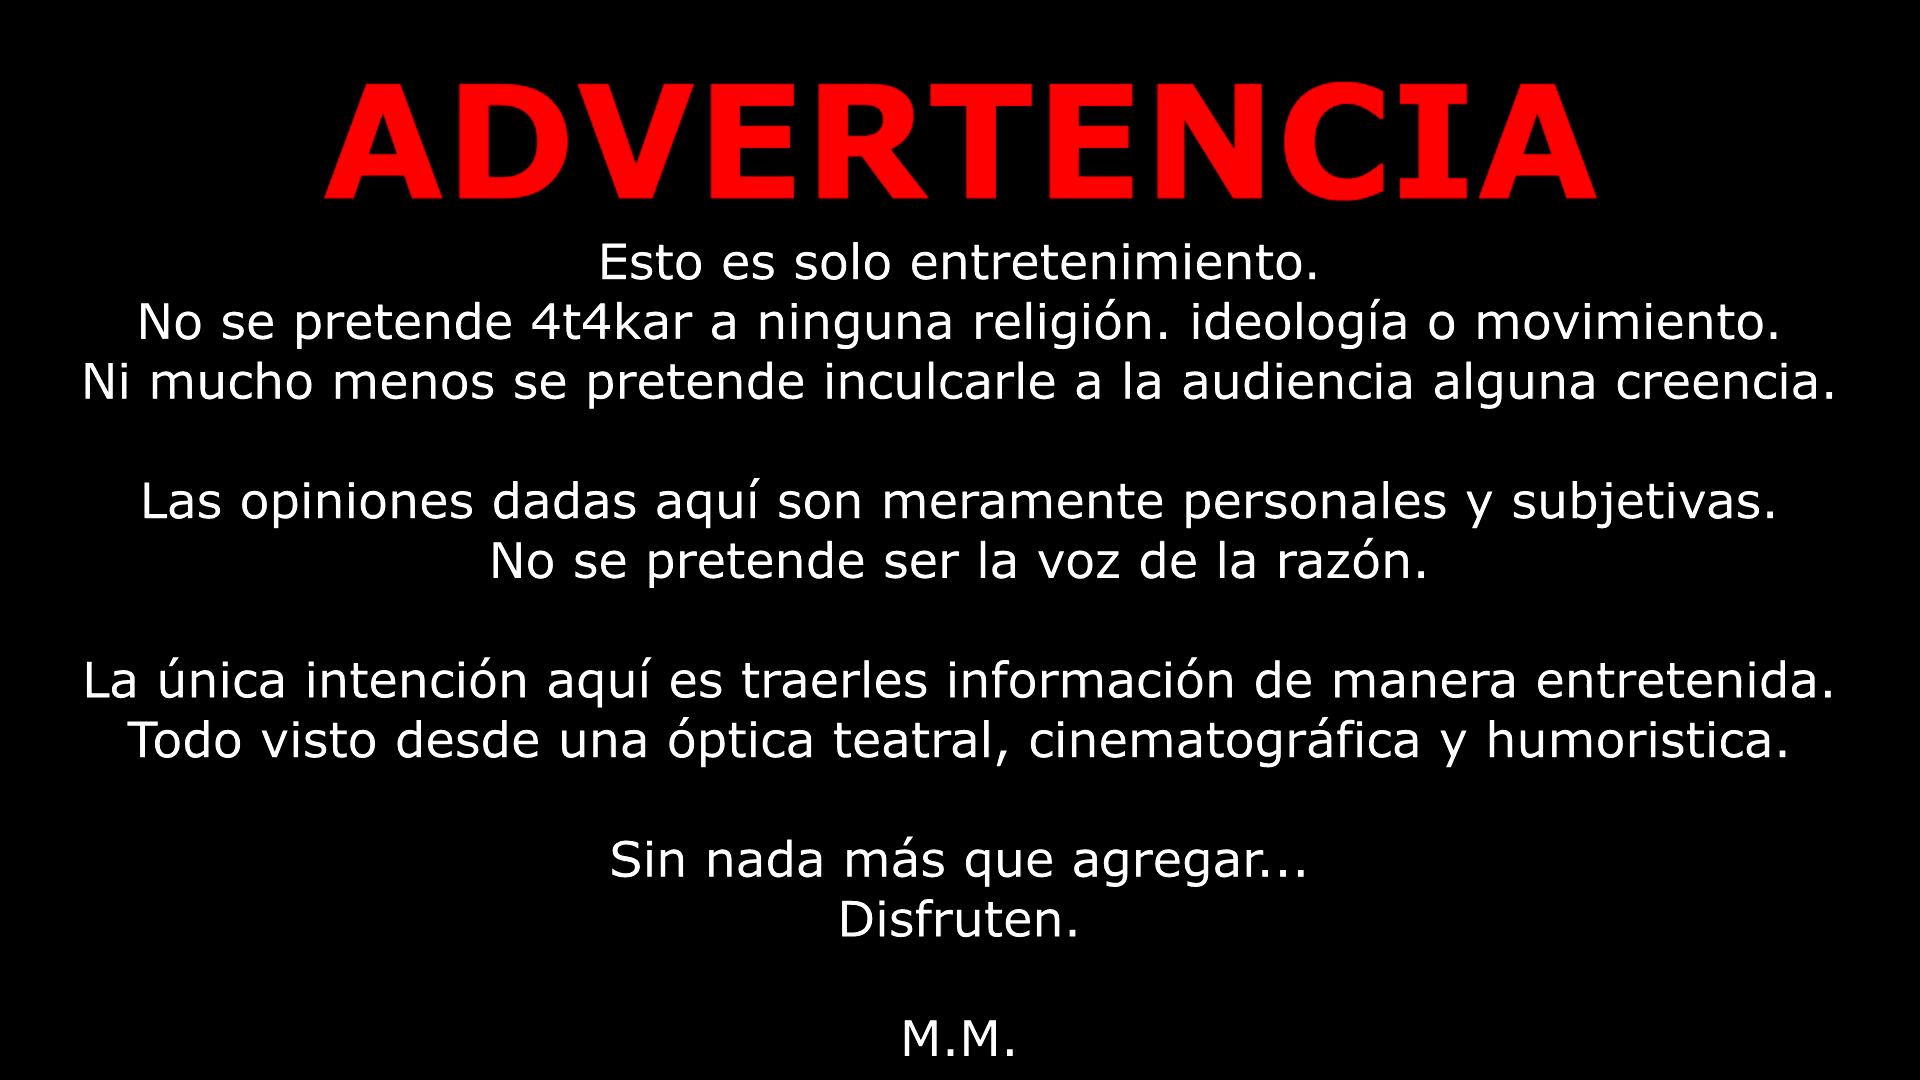 ADVERTENCIA
Esto es solo entretenimiento.
No se pretende 4t4kar a ninguna religión. ideología o movimiento.
Ni mucho menos se pretende inculcarle a la audiencia alguna creencia.
Las opiniones dadas aquí son meramente personales y subjetivas.
No se pretende ser la voz de la razón.
La única intención aquí es traerles información de manera entretenida.
Todo visto desde una óptica teatral, cinematográfica y humoristica.
Sin nada más que agregar...
Disfruten.
M.M.